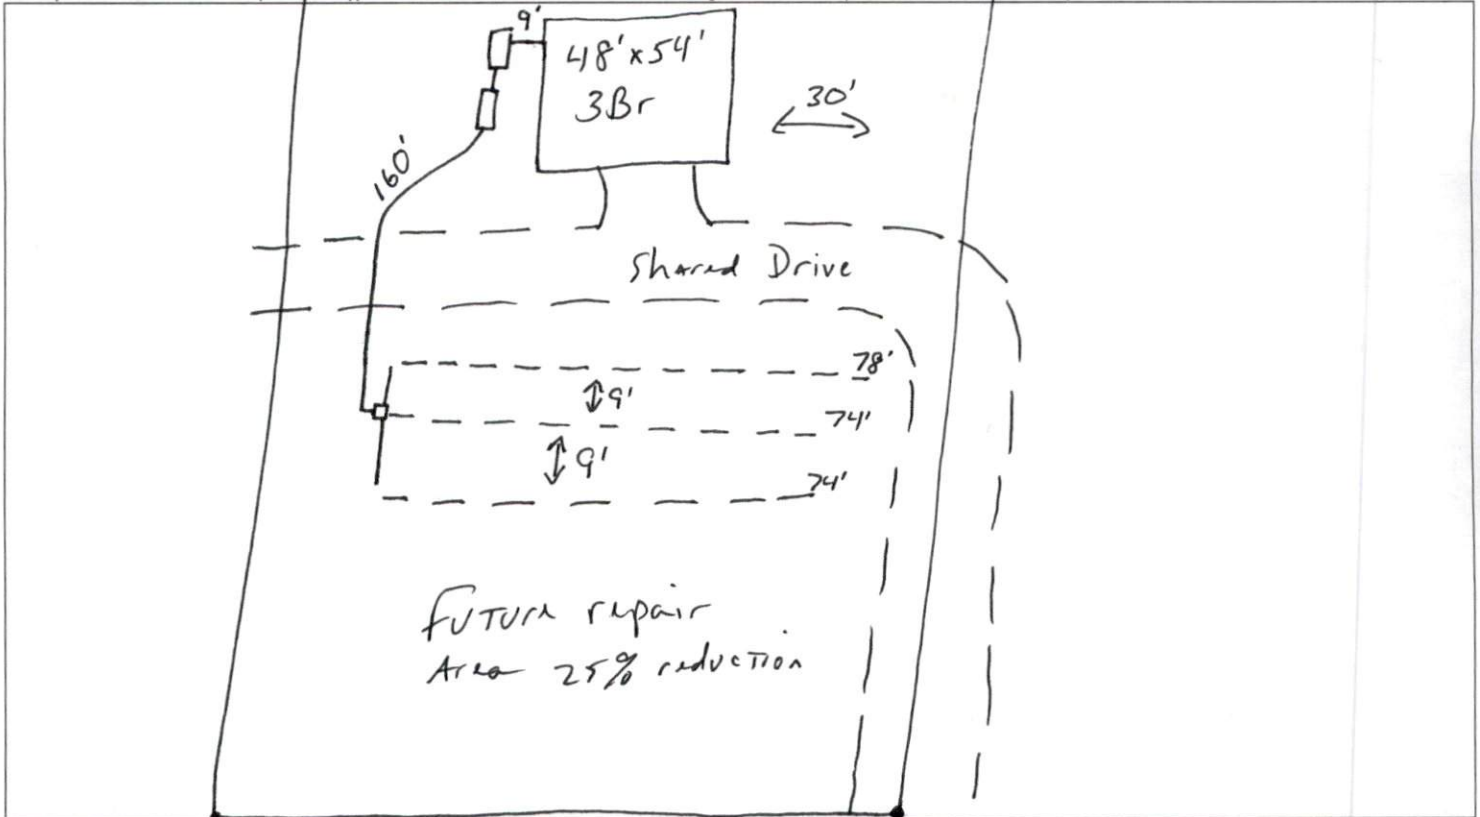 9'
48'x54'
3Br
30'
160'
Shared Drive
78'
9'
74'
9'
74'
Future repair
Area 25% reduction